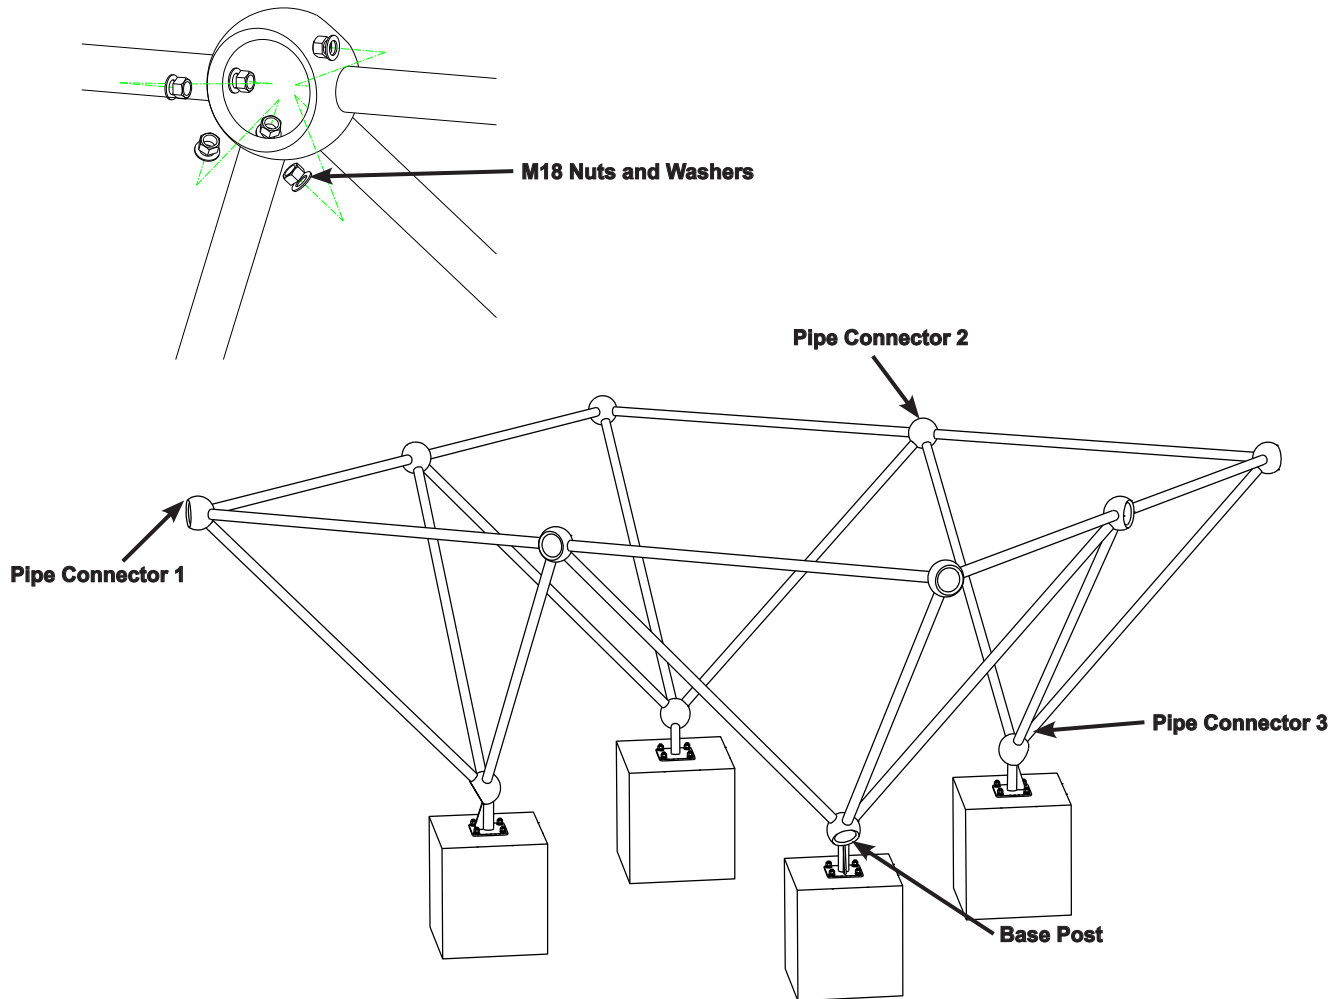 M18 Nuts and Washers
Pipe Connector 2
Pipe Connector 1
Pipe Connector 3
Base Post